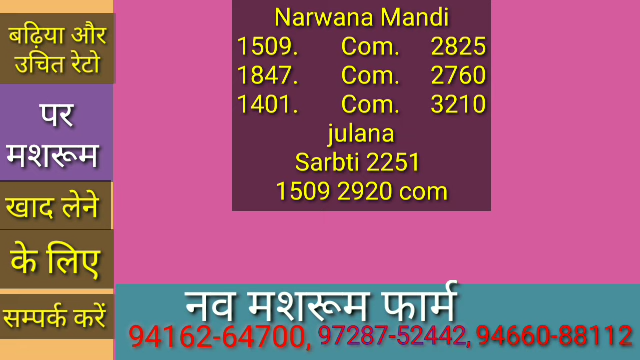 बढ़िया और
उचित रेटो
पर
मशरूम
खाद लेने
के लिए
सम्पर्क करें
Narwana Mandi
1509. Com. 2825
1847. Com. 2760
1401. Com. 3210
julana
Sarbti 2251
1509 2920 com
नव मशरूम फार्म
94162-64700, 97287-52442, 94660-88112